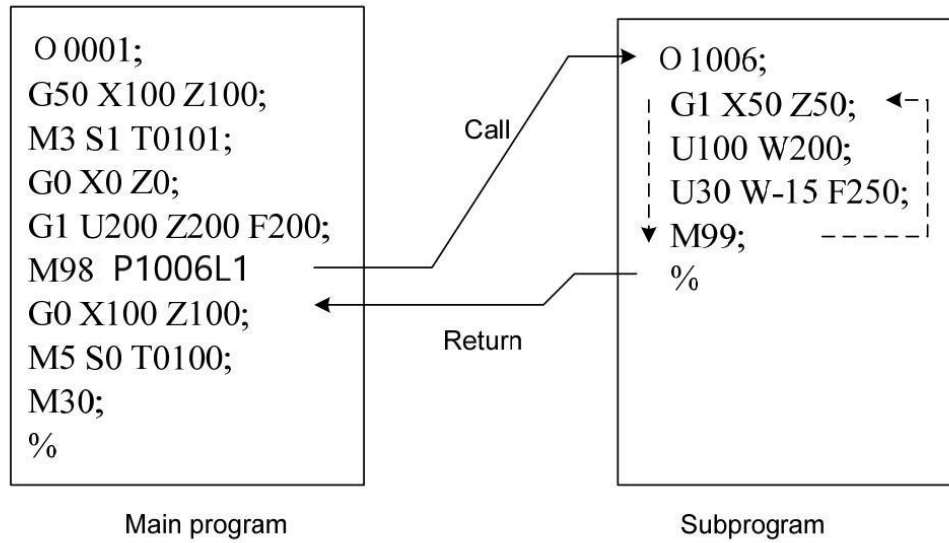 O 0001;
G50 X100 Z100;
M3 S1 T0101;
G0 X0 Z0;
G1 U200 Z200 F200;
M98 P1006L1
G0 X100 Z100;
M5 S0 T0100;
M30;
%
Main program
Call
Return
O 1006;
G1 X50 Z50;
U100 W200;
U30 W-15 F250;
M99;
%
Subprogram